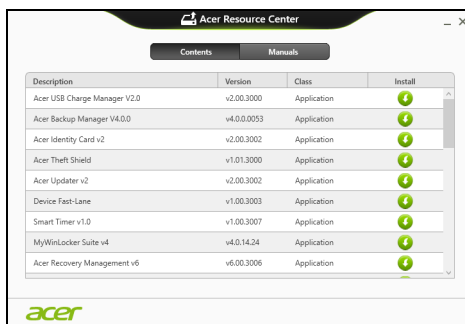 Acer Resource Center
Contents Manuals
Description Version Class Install
Acer USB Charge Manager V2.0 v2.00.3000 Application
Acer Backup Manager V4.0.0 v4.0.0.0053 Application
Acer Identity Card v2 v2.00.3002 Application
Acer Theft Shield v1.01.3000 Application
Acer Updater v2 v2.00.3002 Application
Device Fast-Lane v1.00.3003 Application
Smart Timer v1.0 v1.00.3007 Application
MyWinLocker Suite v4 v4.0.14.24 Application
Acer Recovery Management v6 v6.00.3006 Application
acer